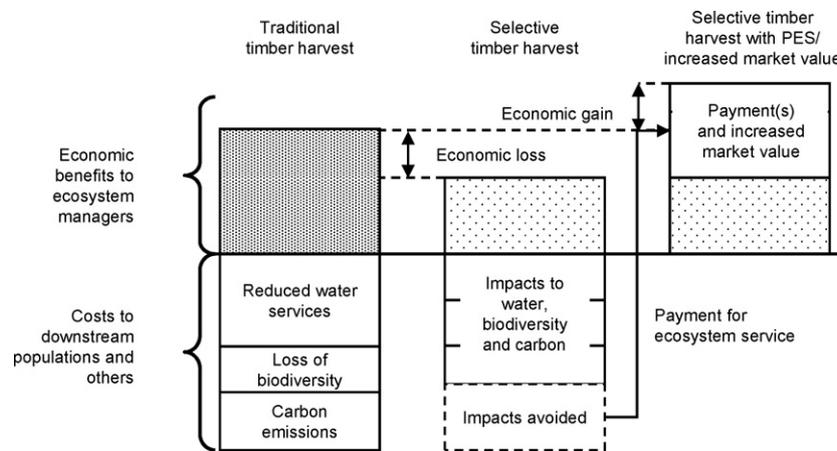 Traditional
timber harvest
Selective
timber harvest
Selective timber
harvest with PES/
increased market value
Economic
benefits to
ecosystem
managers
Economic gain
Economic loss
Payment(s)
and increased
market value
Costs to
downstream
populations and
others
Reduced water
services
Loss of
biodiversity
Carbon
emissions
Impacts to
water,
biodiversity
and carbon
Impacts avoided
Payment for
ecosystem service